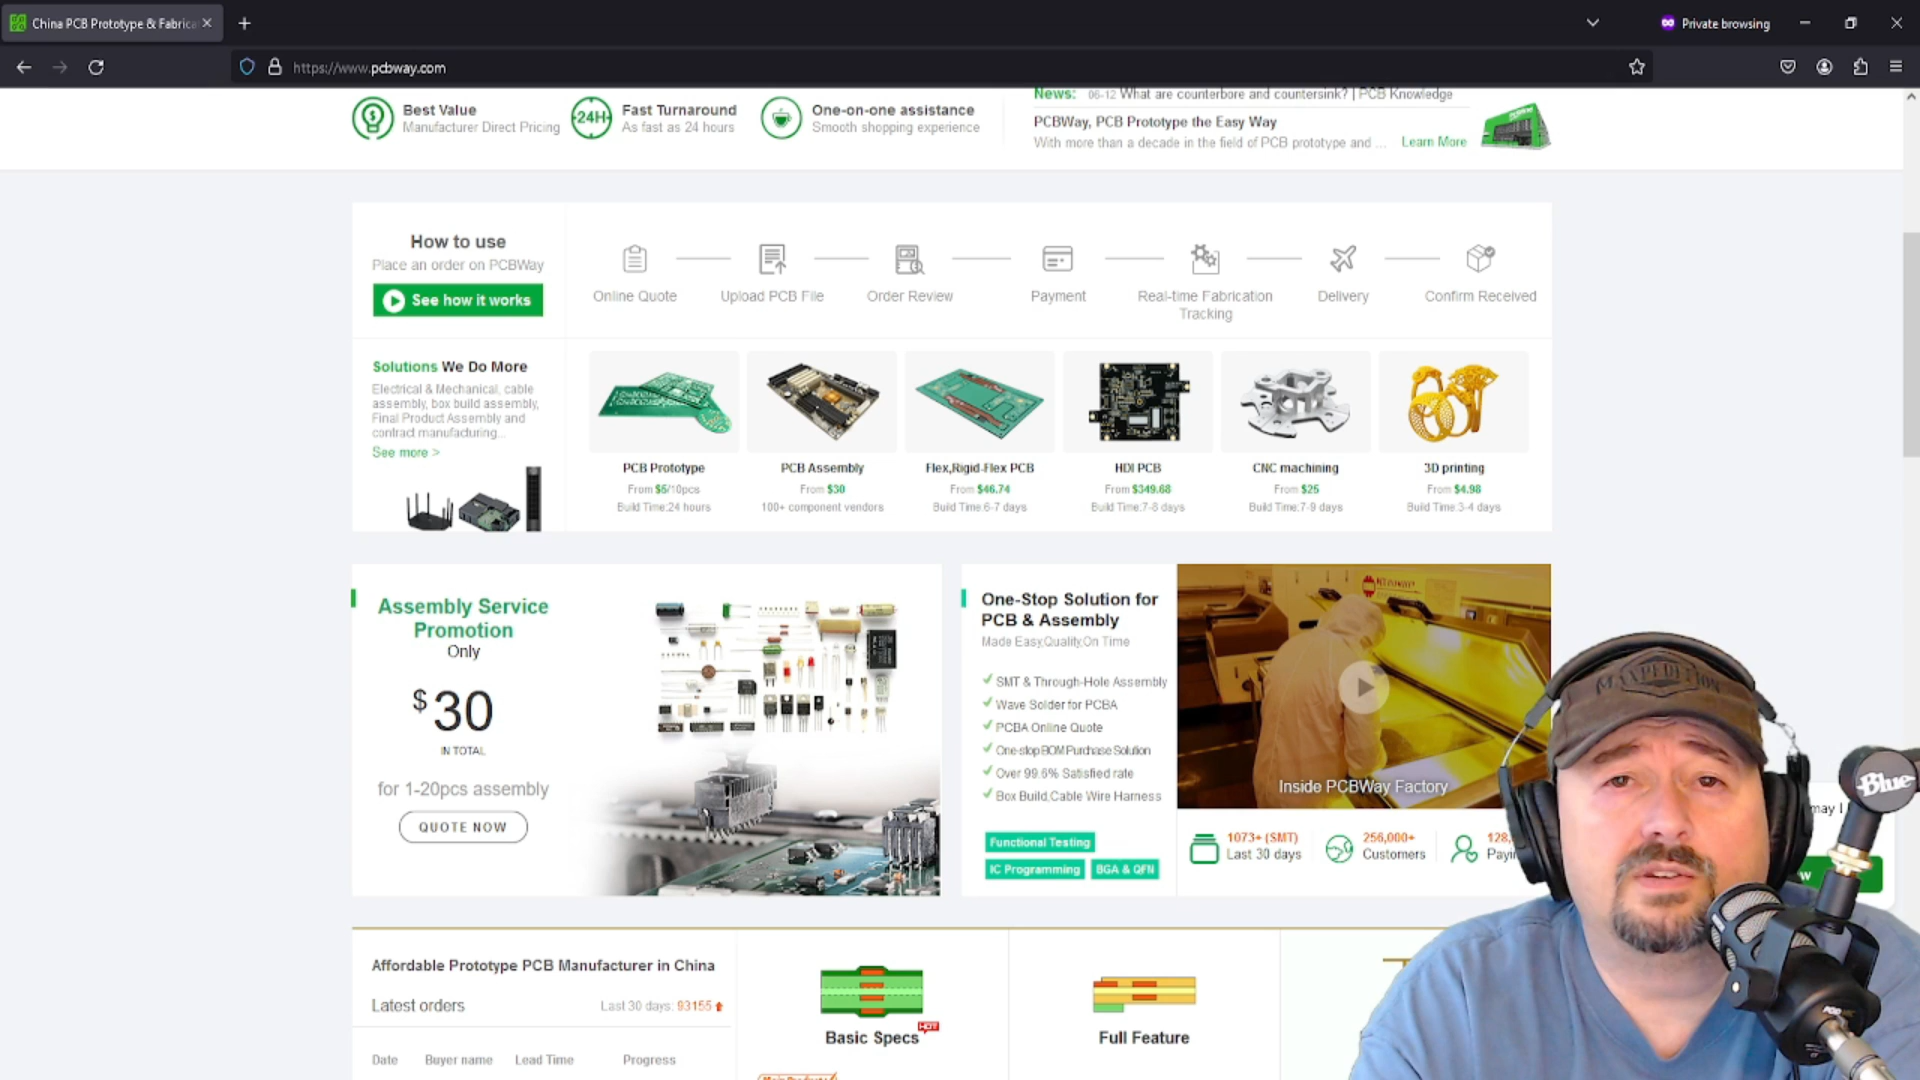 China PCB Prototype & Fabrica
Private browsing
https://www.pcbway.com
Best Value
Manufacturer Direct Pricing
24H
Fast Turnaround
As fast as 24 hours
One-on-one assistance
Smooth shopping experience
News: 06-12 What are counterbore and countersink? | PCB Knowledge
PCBWay, PCB Prototype the Easy Way
With more than a decade in the field of PCB prototype and ... Learn More
How to use
Place an order on PCBWay
See how it works
Online Quote
Upload PCB File
Order Review
Payment
Real-time Fabrication
Tracking
Delivery
Confirm Received
Solutions We Do More
Electrical & Mechanical, cable
assembly, box build assembly,
Final Product Assembly and
contract manufacturing...
See more >
PCB Prototype
From $5/10pcs
Build Time:24 hours
PCB Assembly
From $30
100+ component vendors
Flex,Rigid-Flex PCB
From $46.74
Build Time:6-7 days
HDI PCB
From $349.68
Build Time:7-8 days
CNC machining
From $25
Build Time:7-9 days
3D printing
From $4.98
Build Time:3-4 days
Assembly Service
Promotion
Only
$30
IN TOTAL
for 1-20pcs assembly
QUOTE NOW
One-Stop Solution for
PCB & Assembly
Made Easy,Quality,On Time
SMT & Through-Hole Assembly
Wave Solder for PCBA
PCBA Online Quote
One-stop BOM Purchase Solution
Over 99.6% Satisfied rate
Box Build,Cable Wire Harness
Functional Testing
IC Programming
BGA & QFN
Inside PCBWay Factory
1073+ (SMT)
Last 30 days
256,000+
Customers
128,
Payin
MAXPEDITION
Blue
may I
w
Affordable Prototype PCB Manufacturer in China
Latest orders
Last 30 days: 93155
Date
Buyer name
Lead Time
Progress
Basic Specs
HOT
Full Feature